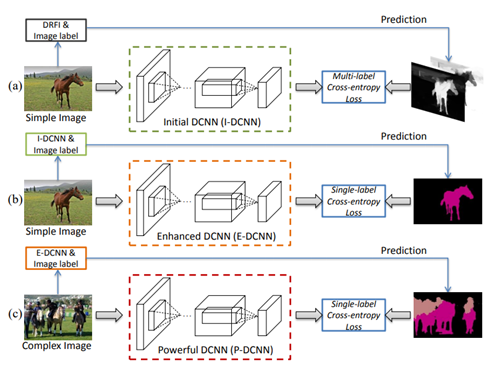 DRFI &
Image label
Prediction
(a)
Simple Image
Initial DCNN (I-DCNN)
Multi-label
Cross-entropy
Loss
I-DCNN &
Image label
Prediction
(b)
Simple Image
Enhanced DCNN (E-DCNN)
Single-label
Cross-entropy
Loss
E-DCNN &
Image label
Prediction
(c)
Complex Image
Powerful DCNN (P-DCNN)
Single-label
Cross-entropy
Loss